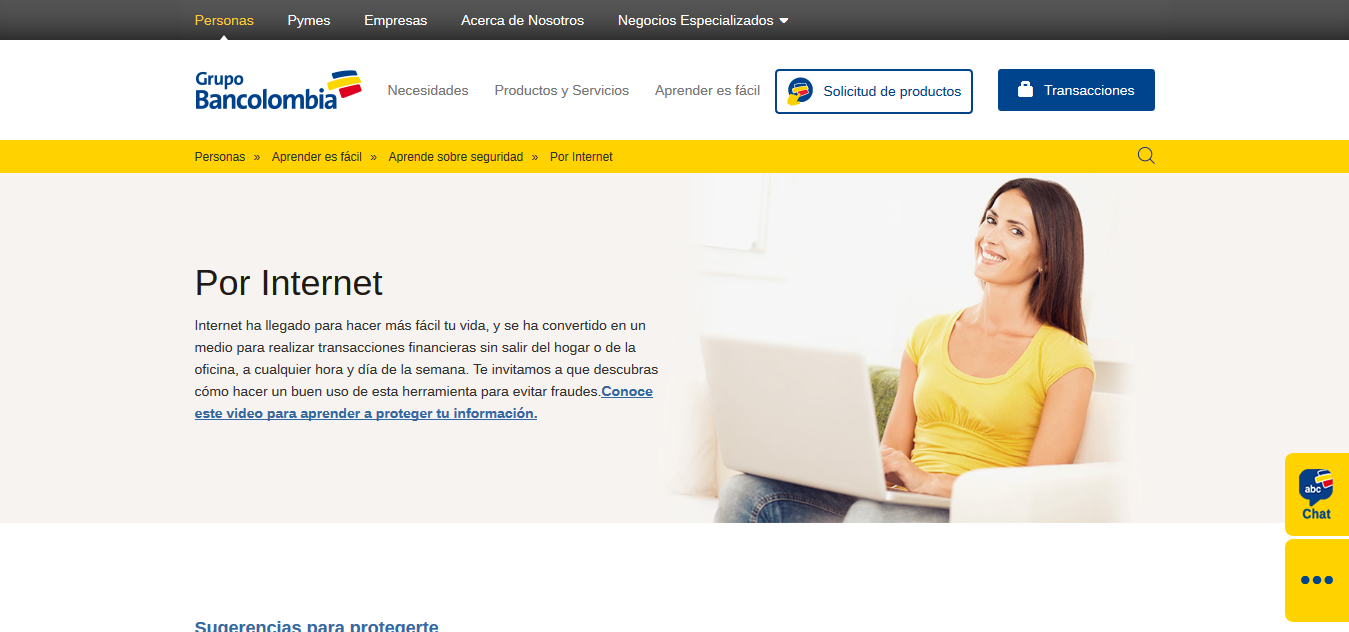 Personas Pymes Empresas Acerca de Nosotros Negocios Especializados
Grupo
Bancolombia
Necesidades Productos y Servicios Aprender es fácil Solicitud de productos Transacciones
Personas » Aprender es fácil » Aprende sobre seguridad » Por Internet
Por Internet
Internet ha llegado para hacer más fácil tu vida, y se ha convertido en un
medio para realizar transacciones financieras sin salir del hogar o de la
oficina, a cualquier hora y día de la semana. Te invitamos a que descubras
cómo hacer un buen uso de esta herramienta para evitar fraudes.Conoce
este video para aprender a proteger tu información.
abc
Chat
Sugerencias para protegerte